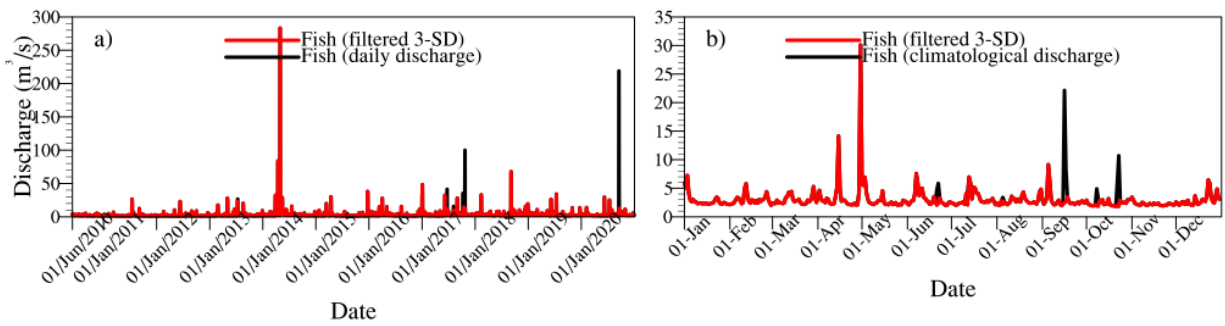 a)
Fish (filtered 3-SD)
Fish (daily discharge)
Discharge (m³/s)
300
250
200
150
100
50
0
01/Jun/2010
01/Jan/2011
01/Jan/2012
01/Jan/2013
01/Jan/2014
01/Jan/2015
01/Jan/2016
01/Jan/2017
01/Jan/2018
01/Jan/2019
01/Jan/2020
Date
b)
Fish (filtered 3-SD)
Fish (climatological discharge)
35
30
25
20
15
10
5
0
01-Jan
01-Feb
01-Mar
01-Apr
01-May
01-Jun
01-Jul
01-Aug
01-Sep
01-Oct
01-Nov
01-Dec
Date